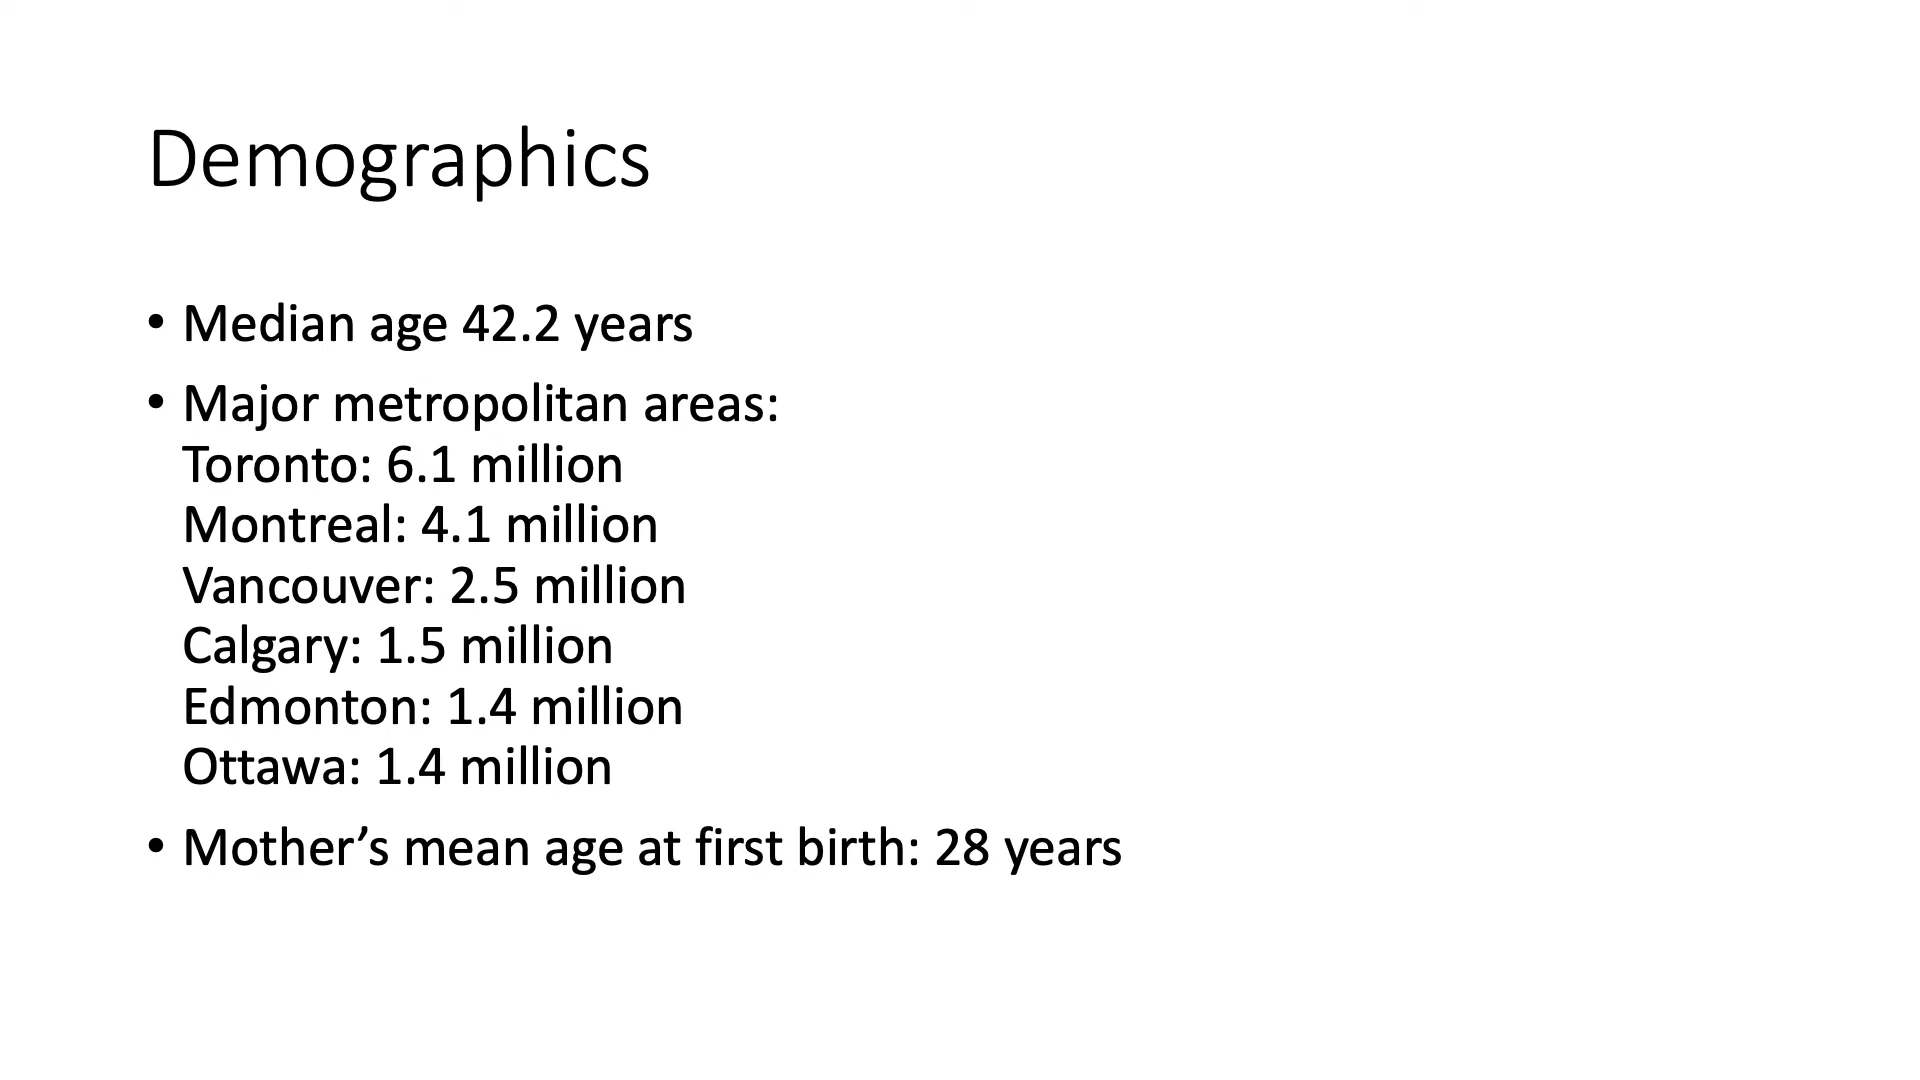 Demographics
• Median age 42.2 years
• Major metropolitan areas:
Toronto: 6.1 million
Montreal: 4.1 million
Vancouver: 2.5 million
Calgary: 1.5 million
Edmonton: 1.4 million
Ottawa: 1.4 million
• Mother’s mean age at first birth: 28 years